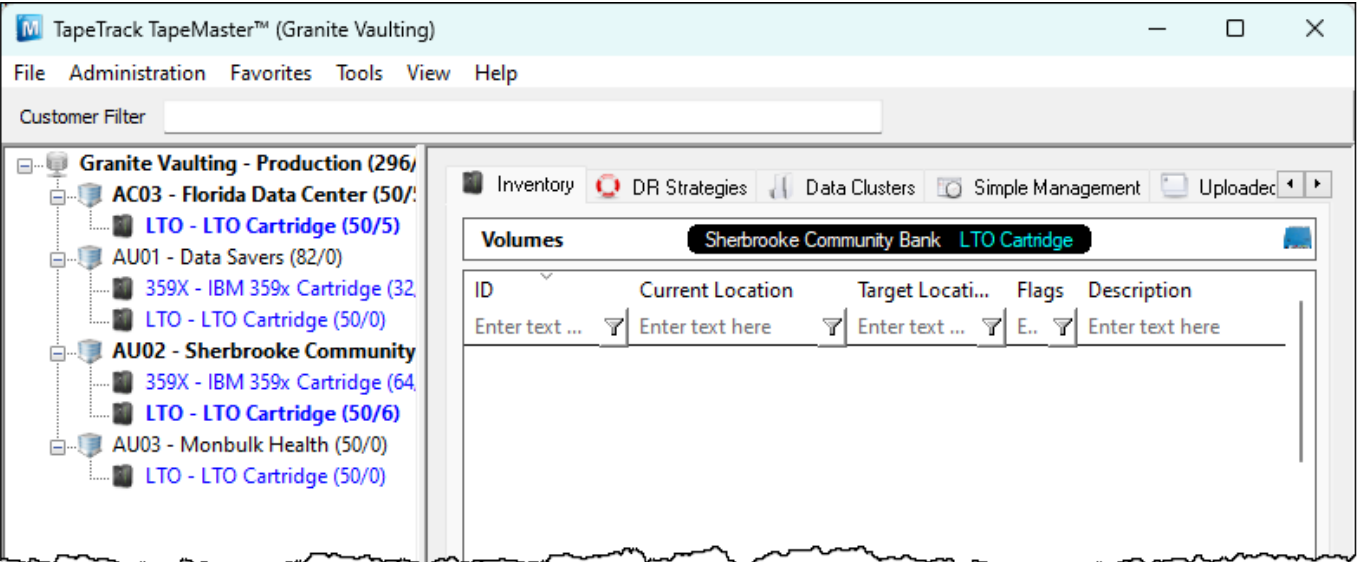 TapeTrack TapeMaster™ (Granite Vaulting)
File Administration Favorites Tools View Help
Customer Filter
Granite Vaulting - Production (296/
AC03 - Florida Data Center (50/
LTO - LTO Cartridge (50/5)
AU01 - Data Savers (82/0)
359X - IBM 359x Cartridge (32,
LTO - LTO Cartridge (50/0)
AU02 - Sherbrooke Community
359X - IBM 359x Cartridge (64,
LTO - LTO Cartridge (50/6)
AU03 - Monbulk Health (50/0)
LTO - LTO Cartridge (50/0)
Inventory DR Strategies Data Clusters Simple Management Uploaded
Volumes Sherbrooke Community Bank LTO Cartridge
ID Current Location Target Locati... Flags Description
Enter text ... Enter text here Enter text ... E.. Enter text here